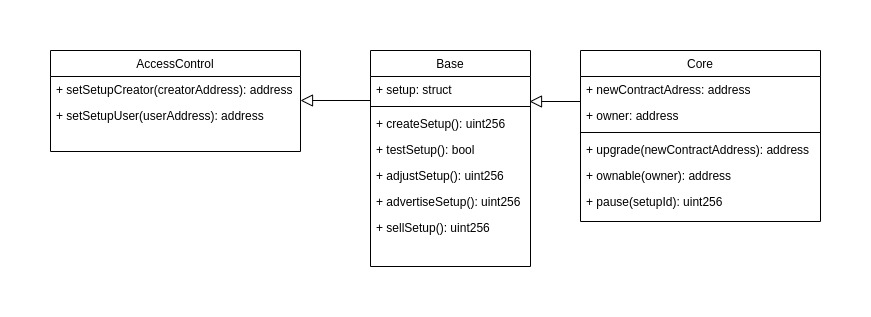 AccessControl
+ setSetupCreator(creatorAddress): address
+ setSetupUser(userAddress): address
Base
+ setup: struct
+ createSetup(): uint256
+ testSetup(): bool
+ adjustSetup(): uint256
+ advertiseSetup(): uint256
+ sellSetup(): uint256
Core
+ newContractAdress: address
+ owner: address
+ upgrade(newContractAddress): address
+ ownable(owner): address
+ pause(setupId): uint256